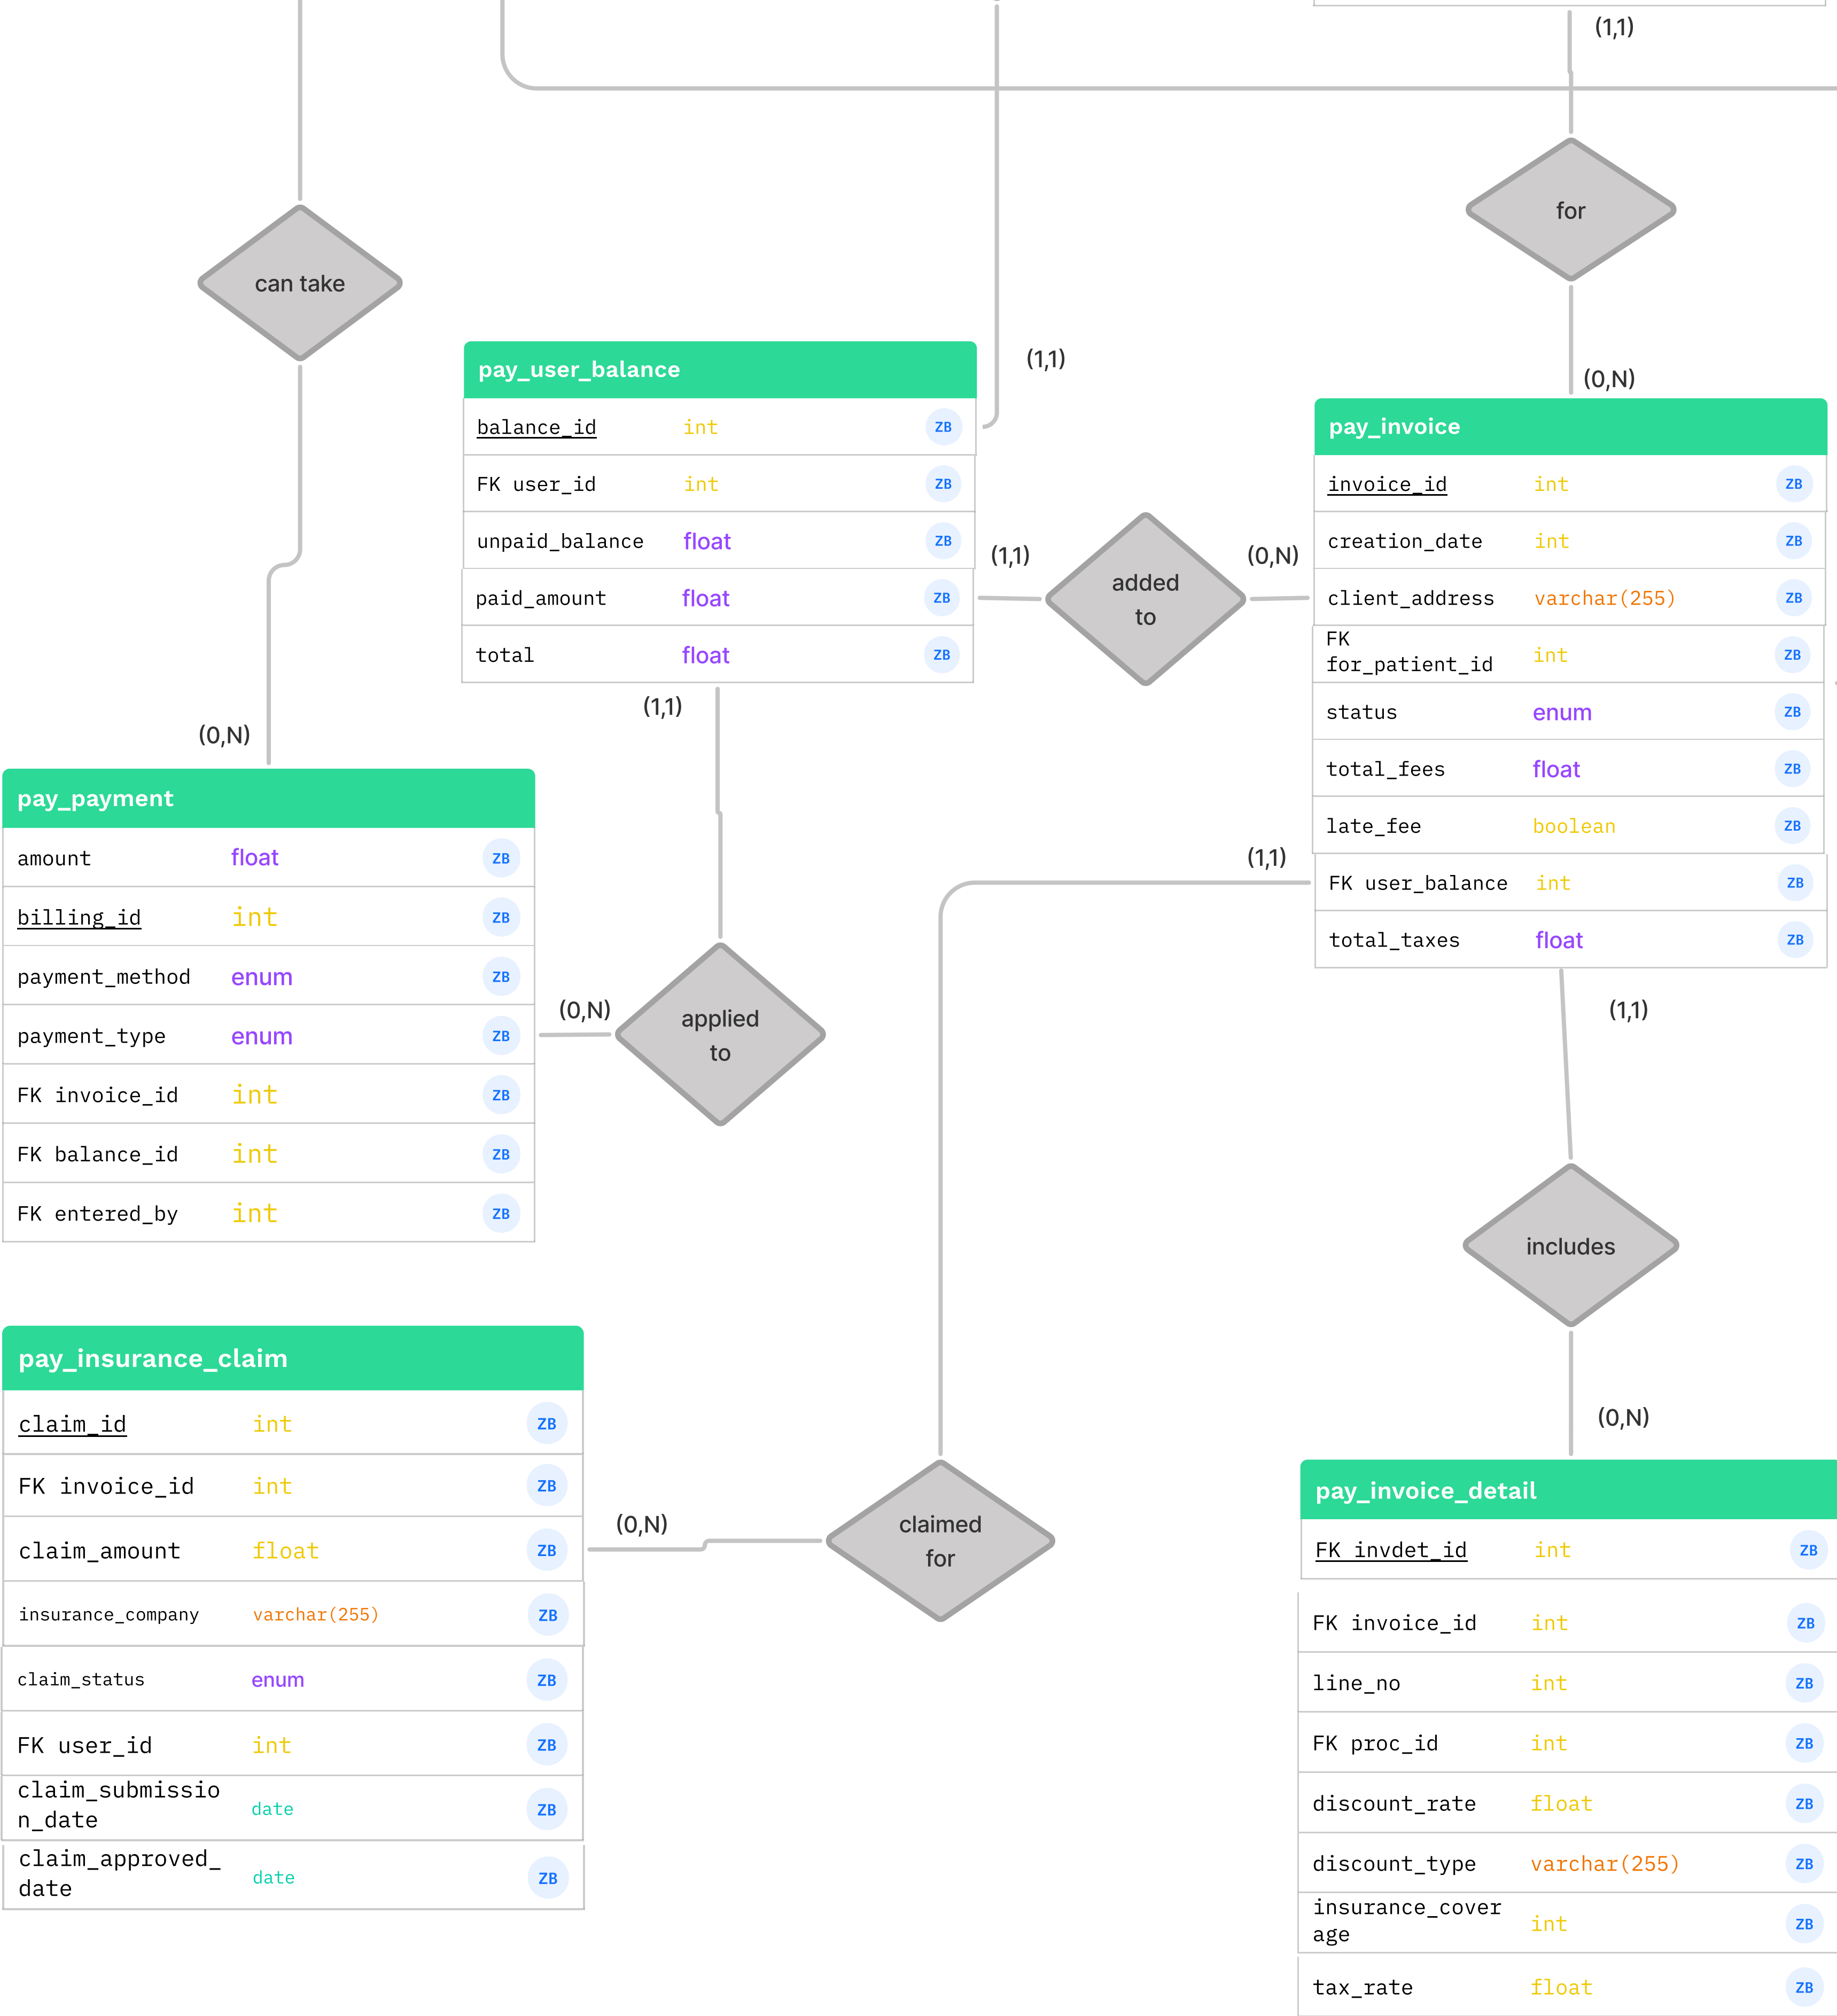 (1,1)
for
can take
(0,N)
pay_user_balance
(1,1)
balance_id int ZB
FK user_id int ZB
unpaid_balance float ZB
paid_amount float ZB
total float ZB
(1,1)
added
to
(0,N)
pay_invoice
invoice_id int ZB
creation_date int ZB
client_address varchar(255) ZB
FK
for_patient_id int ZB
status enum ZB
total_fees float ZB
late_fee boolean ZB
FK user_balance int ZB
total_taxes float ZB
(1,1)
(0,N)
(1,1)
pay_payment
amount float ZB
billing_id int ZB
payment_method enum ZB
payment_type enum ZB
FK invoice_id int ZB
FK balance_id int ZB
FK entered_by int ZB
(0,N)
applied
to
(1,1)
includes
(0,N)
pay_insurance_claim
claim_id int ZB
FK invoice_id int ZB
claim_amount float ZB
insurance_company varchar(255) ZB
claim_status enum ZB
FK user_id int ZB
claim_submissio
n_date date ZB
claim_approved_
date date ZB
(0,N)
claimed
for
pay_invoice_detail
FK invdet_id int ZB
FK invoice_id int ZB
line_no int ZB
FK proc_id int ZB
discount_rate float ZB
discount_type varchar(255) ZB
insurance_cover
age int ZB
tax_rate float ZB